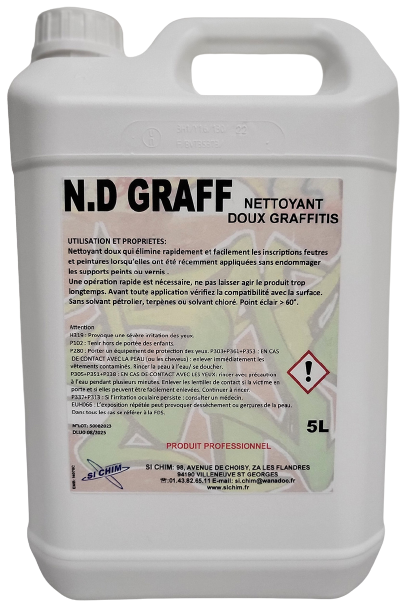 N.D GRAFF NETTOYANT
DOUX GRAFFITIS
UTILISATION ET PROPRIETES:
Nettoyant doux qui élimine rapidement et facilement les inscriptions feutres
et peintures lorsqu'elles ont été récemment appliquées sans endommager
les supports peints ou vernis .
Une opération rapide est nécessaire, ne pas laisser agir le produit trop
longtemps. Avant toute application vérifiez la compatibilité avec la surface.
Sans solvant pétrolier, terpènes ou solvant chloré. Point éclair > 60°.
Attention
H319 : Provoque une sévère irritation des yeux.
P102 : Tenir hors de portée des enfants.
P280 : Porter un équipement de protection des yeux. P303+P361+P353 : EN CAS
DE CONTACT AVEC LA PEAU (ou les cheveux) : enlever immédiatement les
vêtements contaminés. Rincer la peau à l'eau/ se doucher.
P305+P351+P338 : EN CAS DE CONTACT AVEC LES YEUX: rincer avec précaution
à l'eau pendant plusieurs minutes. Enlever les lentilles de contact si la victime en
porte et si elles peuvent être facilement enlevées. Continuer à rincer.
P337+P313 : Si l'irritation oculaire persiste : consulter un médecin.
EUH066 : L'exposition répétée peut provoquer dessèchement ou gerçures de la peau.
Dans tous les cas se référer à la FDS.
5L
DLUO 08/2025
PRODUIT PROFESSIONNEL
SI CHIM
SI CHIM: 98, AVENUE DE CHOISY, ZA LES FLANDRES
94190 VILLENEUVE ST GEORGES
☎:01.43.82.65.11 E-mail: si.chim@wanadoo.fr
www.sichim.fr